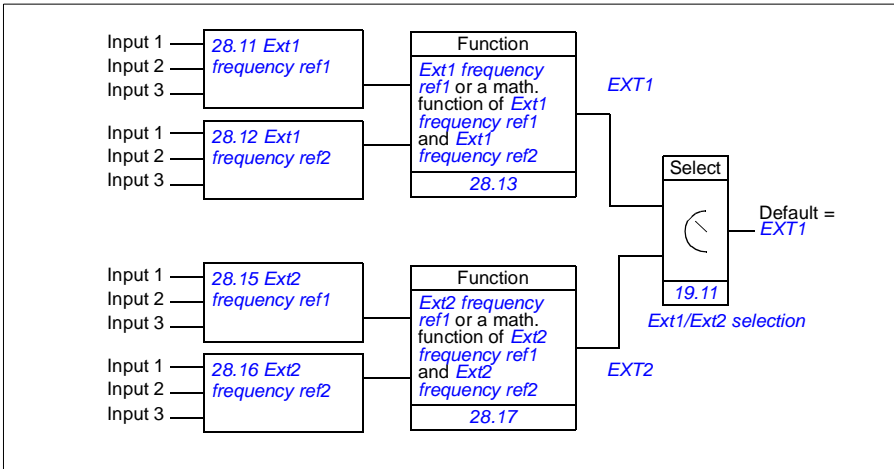 Input 1
Input 2
Input 3
28.11 Ext1
frequency ref1
Input 1
Input 2
Input 3
28.12 Ext1
frequency ref2
Function
Ext1 frequency
ref1 or a math.
function of Ext1
frequency ref1
and Ext1
frequency ref2
28.13
EXT1
Input 1
Input 2
Input 3
28.15 Ext2
frequency ref1
Input 1
Input 2
Input 3
28.16 Ext2
frequency ref2
Function
Ext2 frequency
ref1 or a math.
function of Ext2
frequency ref1
and Ext2
frequency ref2
28.17
EXT2
Select
19.11
Ext1/Ext2 selection
Default =
EXT1